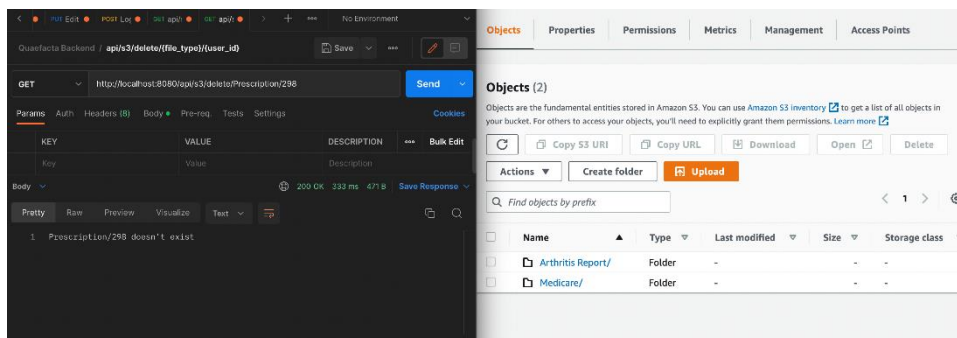 PUT Edit POST Log GET api/s GET api/s No Environment
Quaefacta Backend / api/s3/delete/{file_type}/{user_id} Save
GET http://localhost:8080/api/s3/delete/Prescription/298 Send
Params Auth Headers (8) Body Pre-req. Tests Settings Cookies
KEY VALUE DESCRIPTION Bulk Edit
Key Value Description
Body 200 OK 333 ms 471 B Save Response
Pretty Raw Preview Visualize Text
1 Prescription/298 doesn't exist
Objects Properties Permissions Metrics Management Access Points
Objects (2)
Objects are the fundamental entities stored in Amazon S3. You can use Amazon S3 inventory to get a list of all objects in
your bucket. For others to access your objects, you'll need to explicitly grant them permissions. Learn more
Copy S3 URI Copy URL Download Open Delete
Actions Create folder Upload
Find objects by prefix 1
Name Type Last modified Size Storage class
Arthritis Report/ Folder - - -
Medicare/ Folder - - -